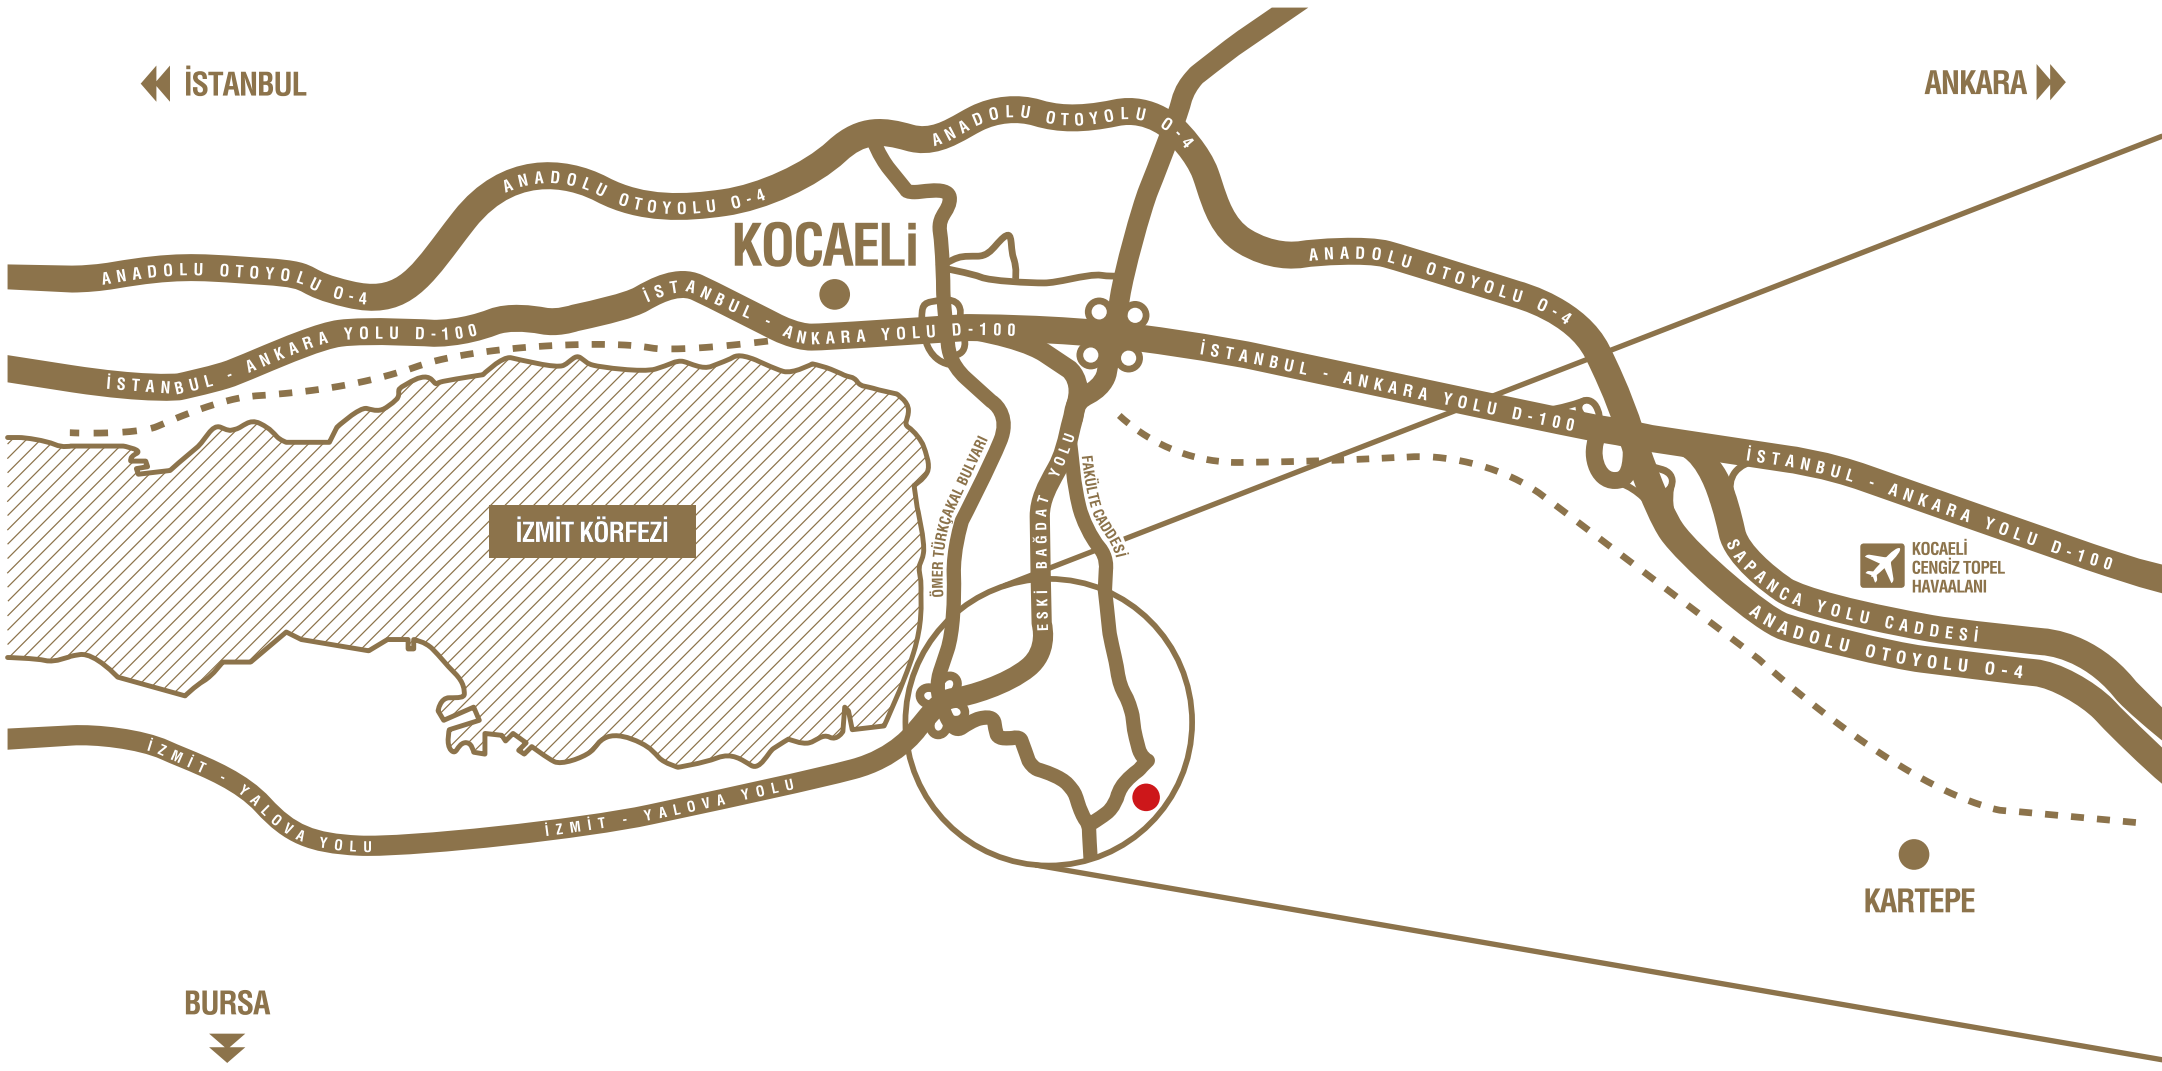 İSTANBUL
ANKARA
ANADOLU OTOYOLU O-4
ANADOLU OTOYOLU O-4
ANADOLU OTOYOLU O-4
ANADOLU OTOYOLU O-4
KOCAELi
İSTANBUL - ANKARA YOLU D-100
İSTANBUL - ANKARA YOLU D-100
İSTANBUL - ANKARA YOLU D-100
İSTANBUL - ANKARA YOLU D-100
İZMİT KÖRFEZİ
ÖMER TÜRKÇAKAL BULVARI
ESKİ BAĞDAT YOLU
FAKÜLTE CADDESİ
KOCAELİ
CENGİZ TOPEL
HAVAALANI
SAPANCA YOLU CADDESİ
ANADOLU OTOYOLU O-4
İZMİT - YALOVA YOLU
İZMİT - YALOVA YOLU
KARTEPE
BURSA